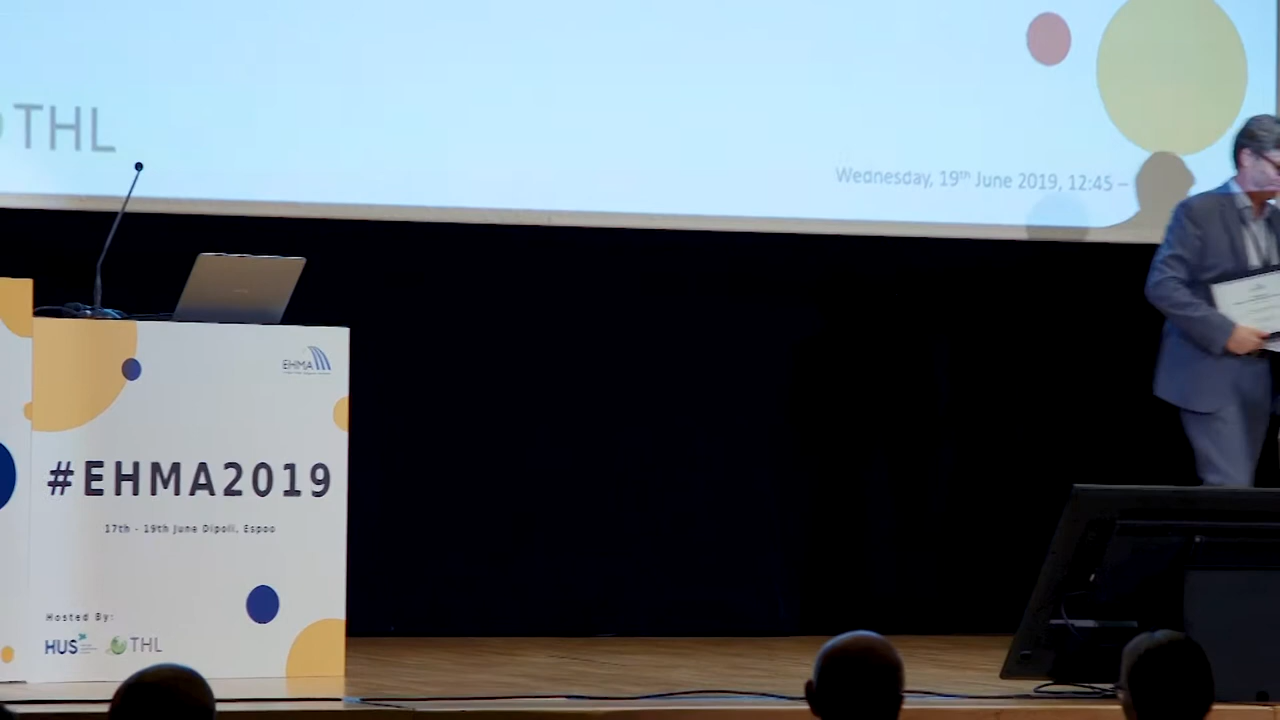 THL
Wednesday, 19th June 2019, 12:45 –
EHMA
#EHMA2019
17th - 19th June Dipoli, Espoo
Hosted By:
HUS THL